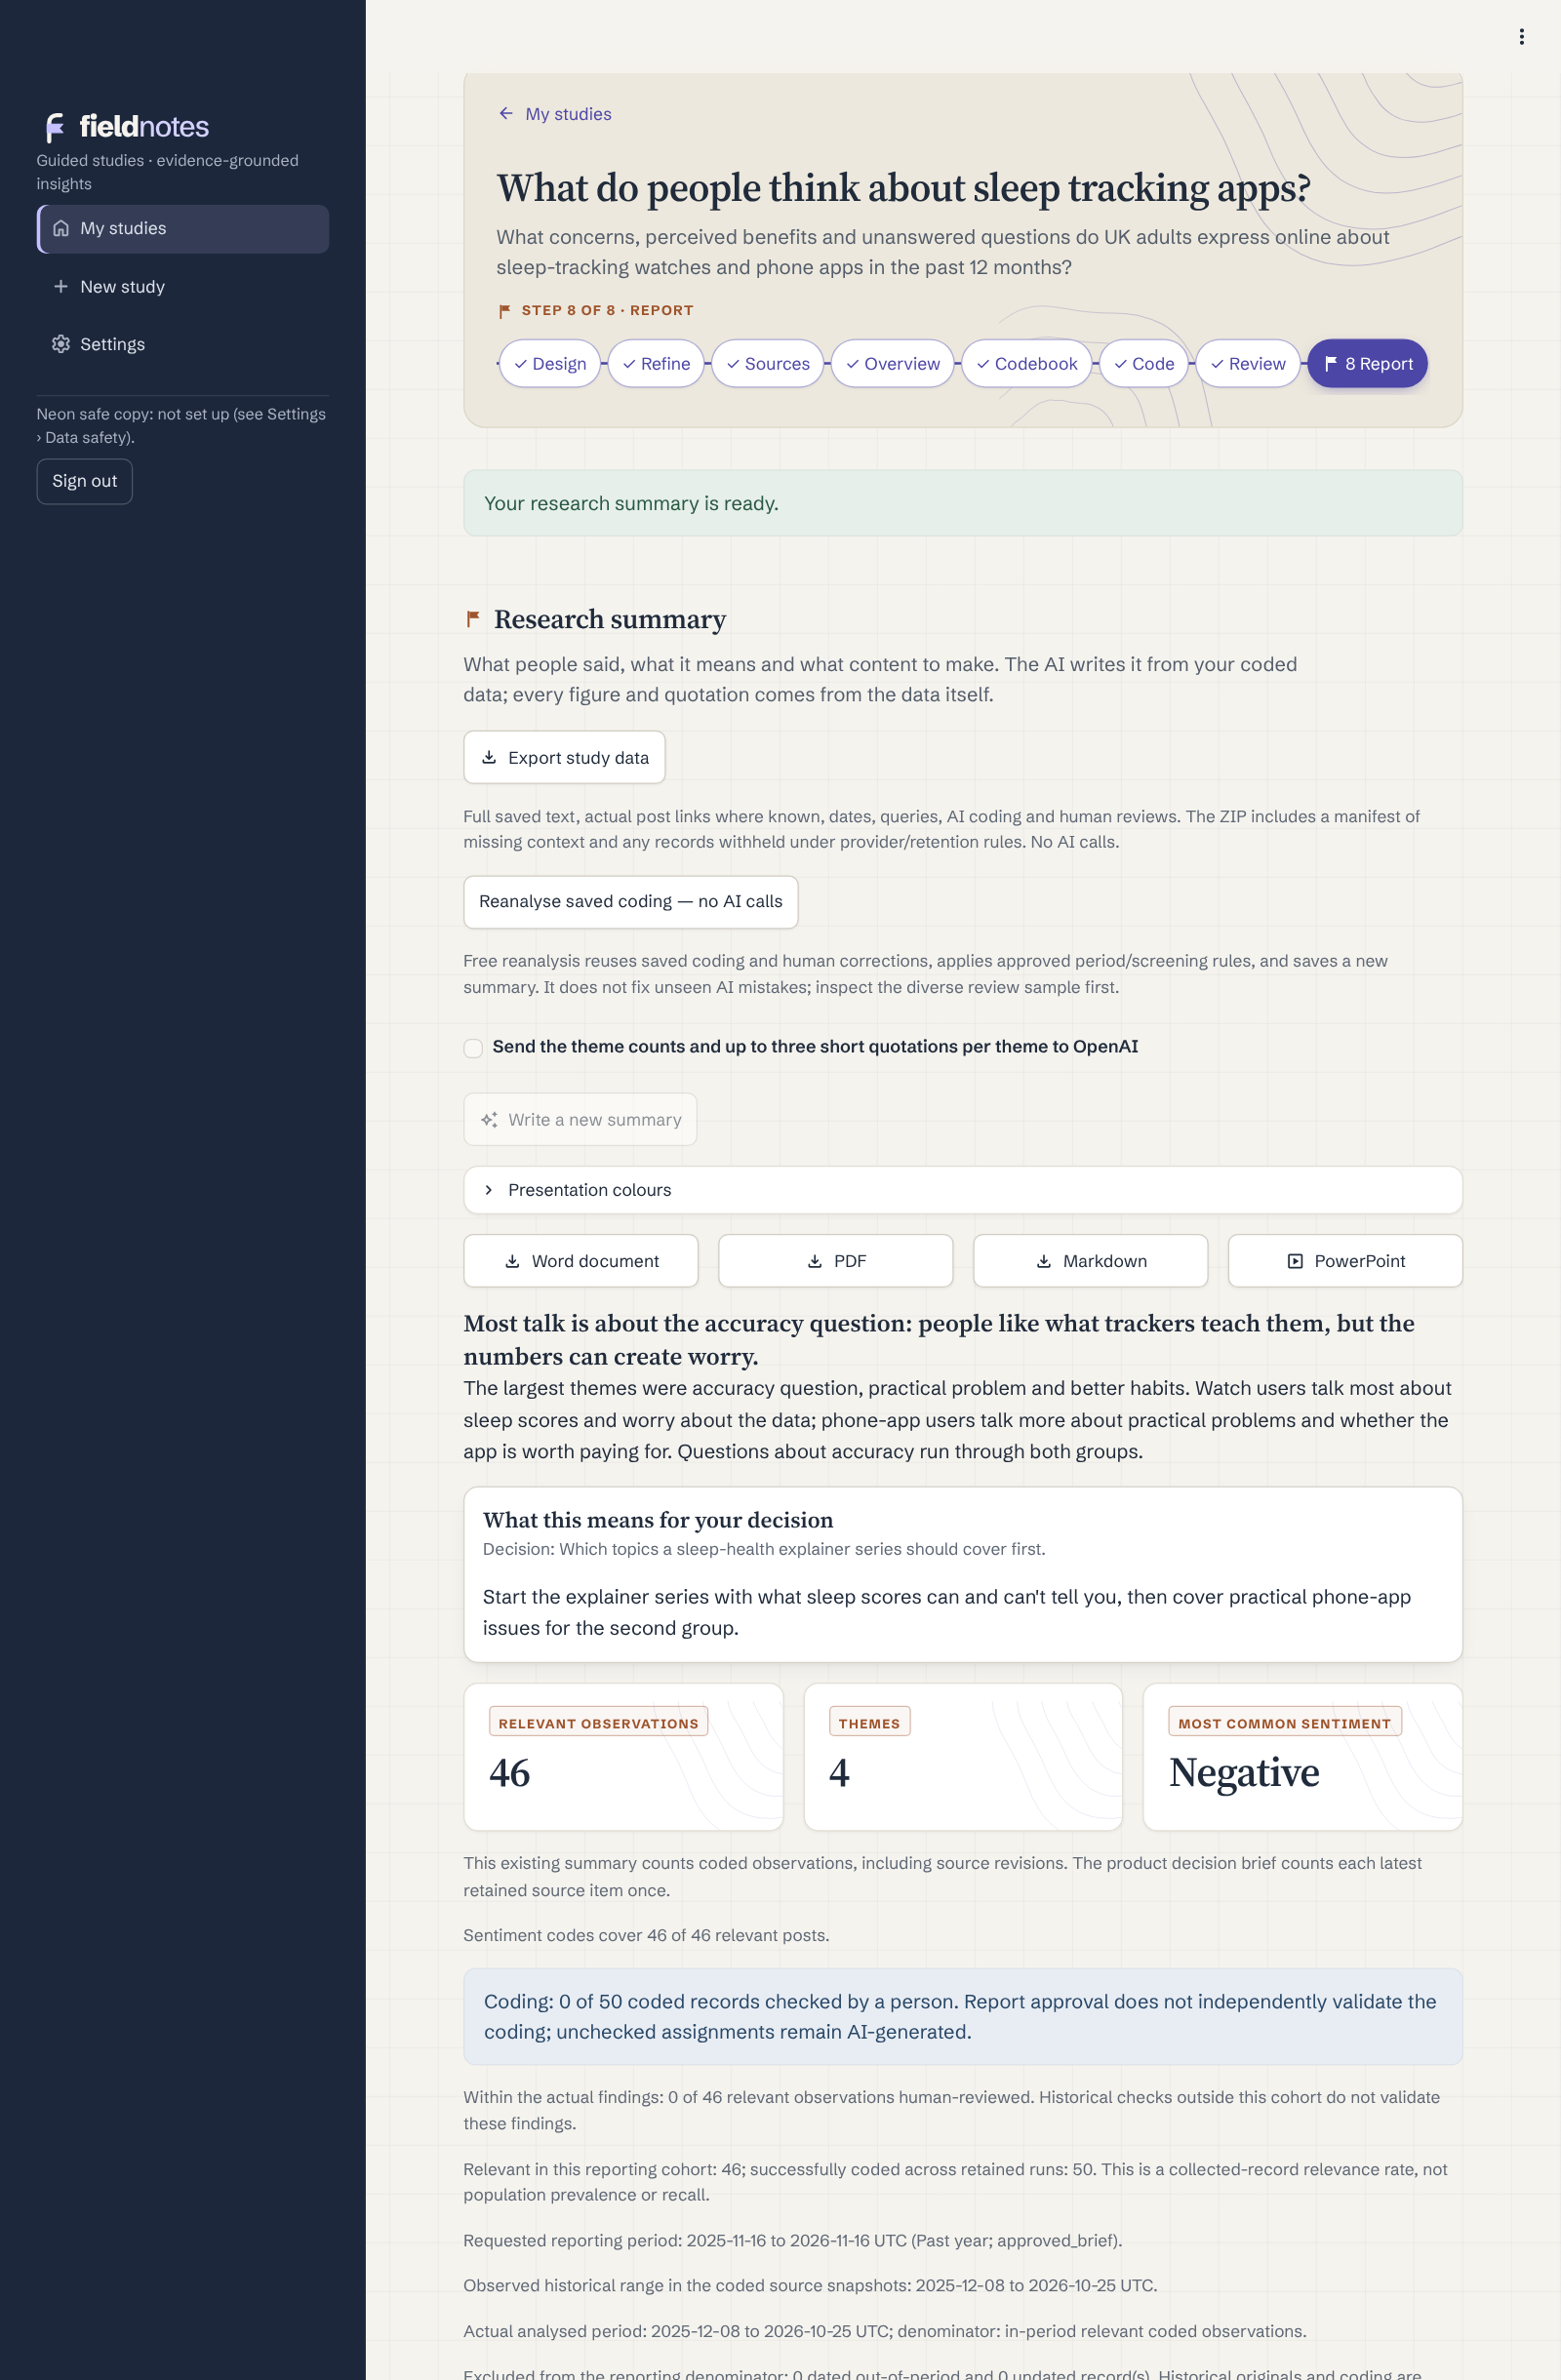 fieldnotes
Guided studies · evidence-grounded
insights
My studies
New study
Settings
Neon safe copy: not set up (see Settings
› Data safety).
Sign out
My studies
What do people think about sleep tracking apps?
What concerns, perceived benefits and unanswered questions do UK adults express online about
sleep-tracking watches and phone apps in the past 12 months?
STEP 8 OF 8 · REPORT
Design
Refine
Sources
Overview
Codebook
Code
Review
8 Report
Your research summary is ready.
Research summary
What people said, what it means and what content to make. The AI writes it from your coded
data; every figure and quotation comes from the data itself.
Export study data
Full saved text, actual post links where known, dates, queries, AI coding and human reviews. The ZIP includes a manifest of
missing context and any records withheld under provider/retention rules. No AI calls.
Reanalyse saved coding — no AI calls
Free reanalysis reuses saved coding and human corrections, applies approved period/screening rules, and saves a new
summary. It does not fix unseen AI mistakes; inspect the diverse review sample first.
Send the theme counts and up to three short quotations per theme to OpenAI
Write a new summary
Presentation colours
Word document
PDF
Markdown
PowerPoint
Most talk is about the accuracy question: people like what trackers teach them, but the
numbers can create worry.
The largest themes were accuracy question, practical problem and better habits. Watch users talk most about
sleep scores and worry about the data; phone-app users talk more about practical problems and whether the
app is worth paying for. Questions about accuracy run through both groups.
What this means for your decision
Decision: Which topics a sleep-health explainer series should cover first.
Start the explainer series with what sleep scores can and can't tell you, then cover practical phone-app
issues for the second group.
RELEVANT OBSERVATIONS
46
THEMES
4
MOST COMMON SENTIMENT
Negative
This existing summary counts coded observations, including source revisions. The product decision brief counts each latest
retained source item once.
Sentiment codes cover 46 of 46 relevant posts.
Coding: 0 of 50 coded records checked by a person. Report approval does not independently validate the
coding; unchecked assignments remain AI-generated.
Within the actual findings: 0 of 46 relevant observations human-reviewed. Historical checks outside this cohort do not validate
these findings.
Relevant in this reporting cohort: 46; successfully coded across retained runs: 50. This is a collected-record relevance rate, not
population prevalence or recall.
Requested reporting period: 2025-11-16 to 2026-11-16 UTC (Past year; approved_brief).
Observed historical range in the coded source snapshots: 2025-12-08 to 2026-10-25 UTC.
Actual analysed period: 2025-12-08 to 2026-10-25 UTC; denominator: in-period relevant coded observations.
Excluded from the reporting denominator: 0 dated out-of-period and 0 undated record(s). Historical originals and coding are